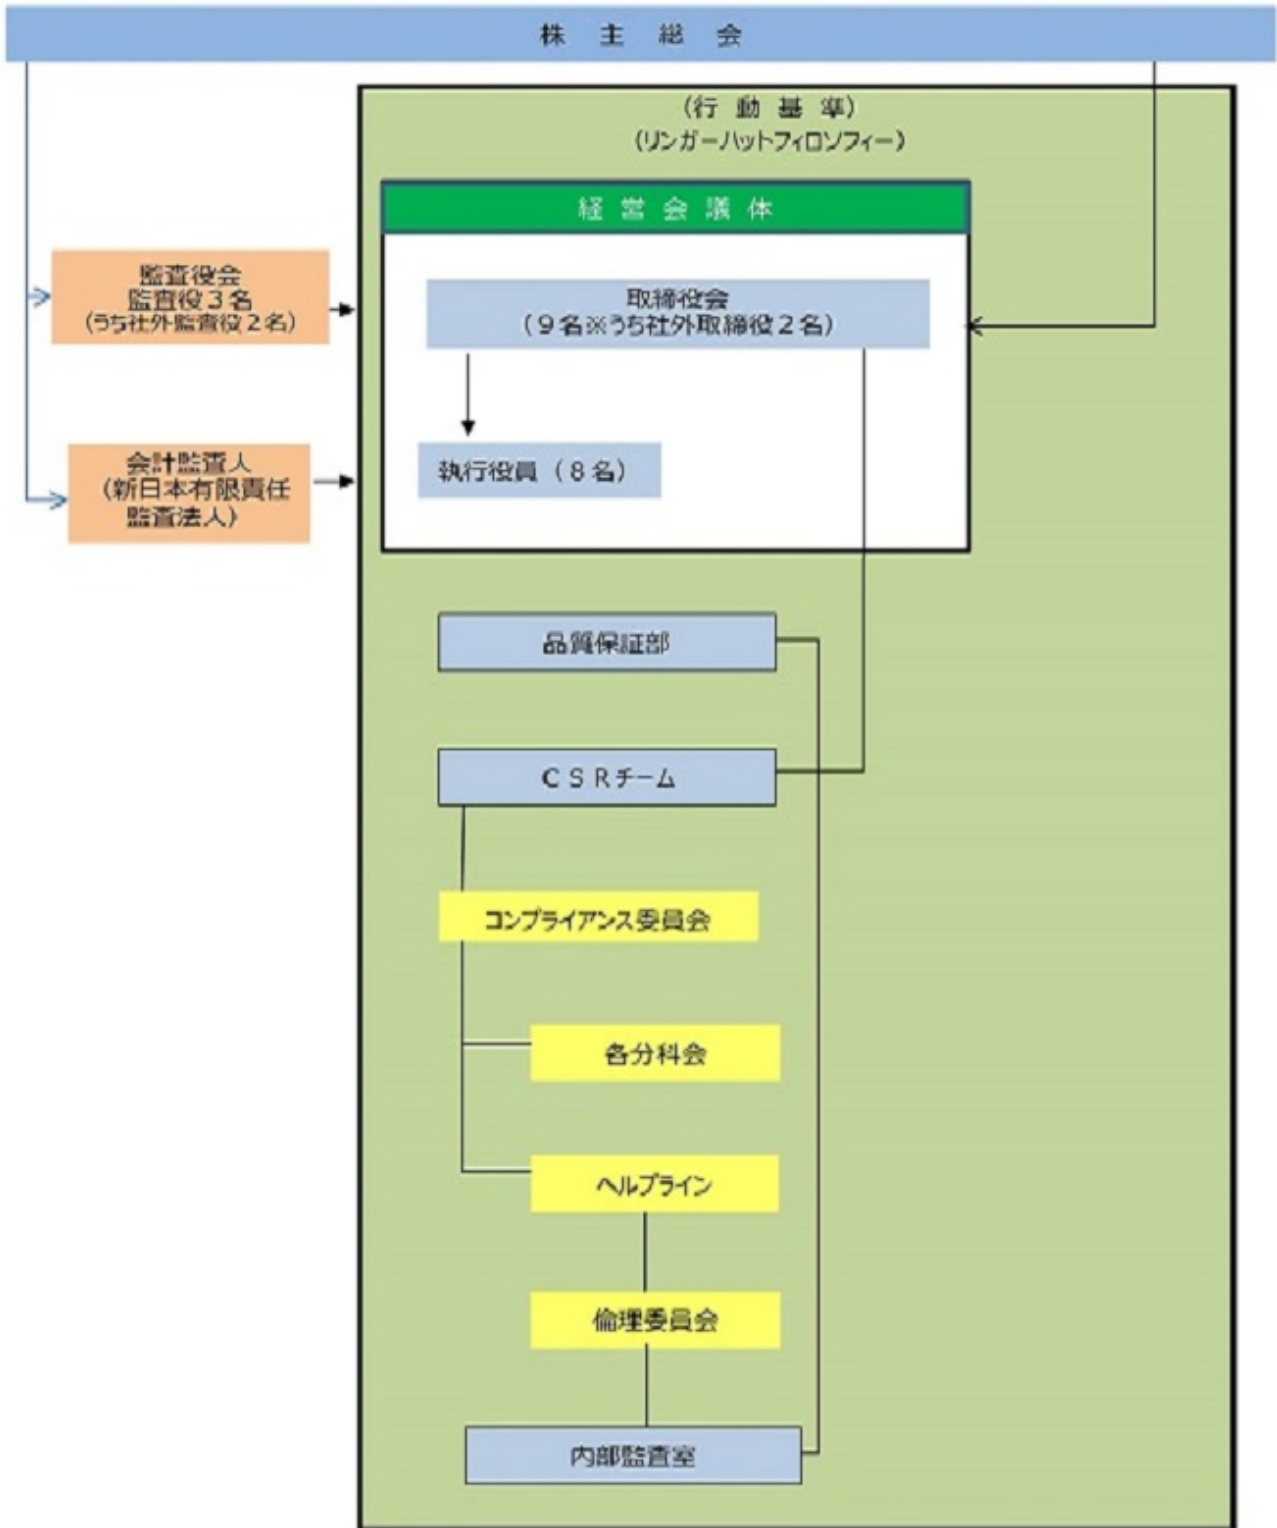 株 主 総 会
(行 動 基 準)
(リンガーハットフィロソフィー)
経 営 会 議 体
監査役会
監査役3名
(うち社外監査役2名)
取締役会
(9名※うち社外取締役2名)
会計監査人
(新日本有限責任
監査法人)
執行役員(8名)
品質保証部
CSRチーム
コンプライアンス委員会
各分科会
ヘルプライン
倫理委員会
内部監査室